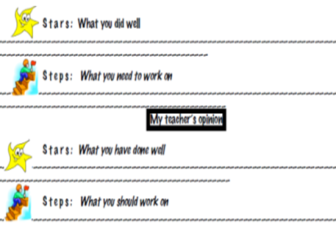 Stars: What you did well
Steps: What you need to work on
My teacher's opinion
Stars: What you have done well
Steps: What you should work on